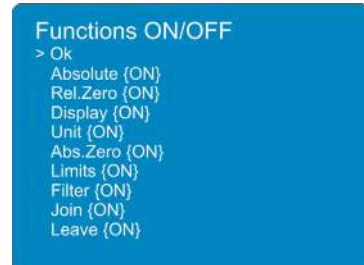 Functions ON/OFF
> Ok
Absolute {ON}
Rel.Zero {ON}
Display {ON}
Unit {ON}
Abs.Zero {ON}
Limits {ON}
Filter {ON}
Join {ON}
Leave {ON}